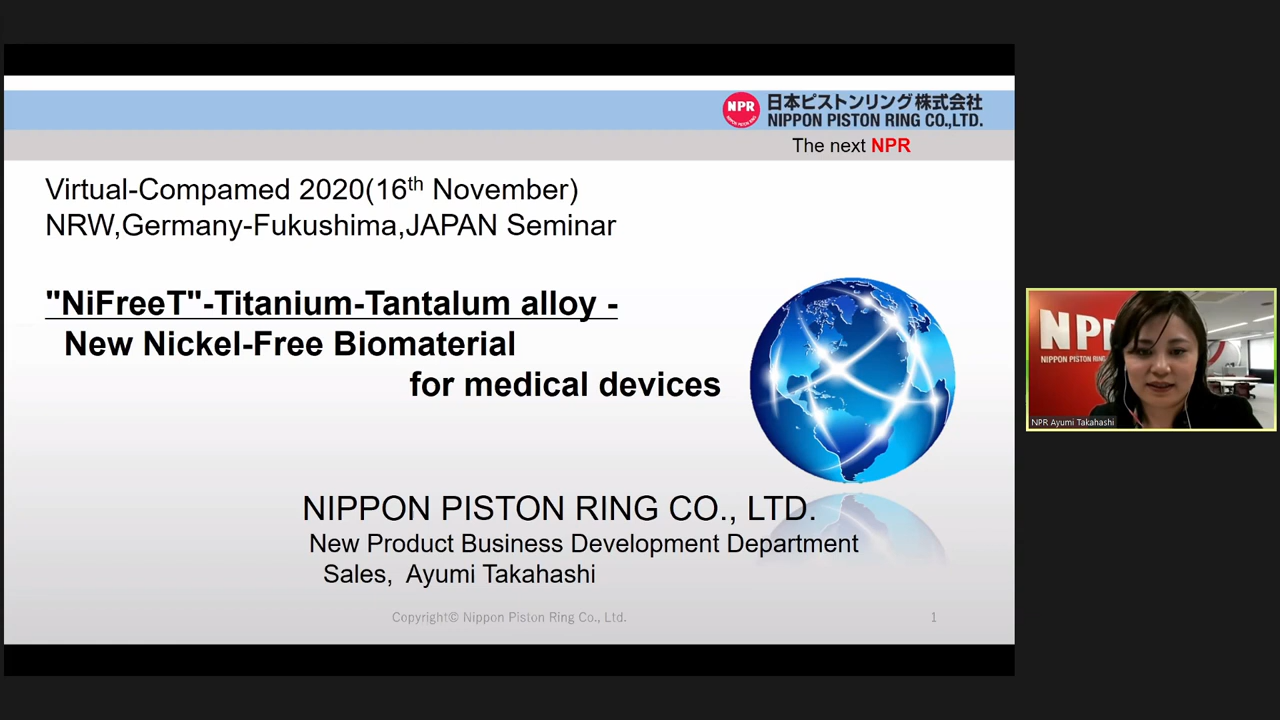 NPR
日本ピストンリング株式会社
NIPPON PISTON RING CO.,LTD.
The next NPR
Virtual-Compamed 2020(16th November)
NRW,Germany-Fukushima,JAPAN Seminar
"NiFreeT"-Titanium-Tantalum alloy -
New Nickel-Free Biomaterial
for medical devices
NIPPON PISTON RING CO., LTD.
New Product Business Development Department
Sales, Ayumi Takahashi
Copyright© Nippon Piston Ring Co., Ltd.
1
NPR
NIPPON PISTON RING
NPR Ayumi Takahashi